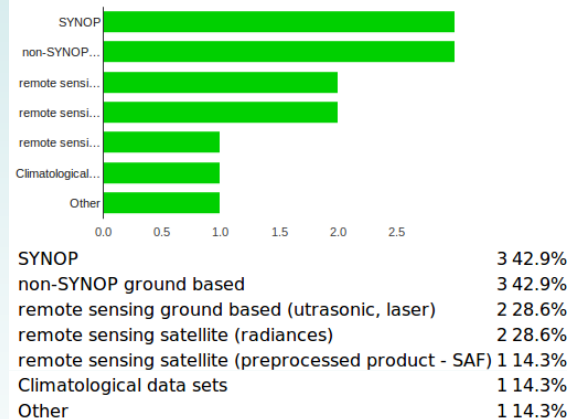 SYNOP
non-SYNOP…
remote sensi…
remote sensi…
remote sensi…
Climatological…
Other
0.0 0.5 1.0 1.5 2.0 2.5
SYNOP 3 42.9%
non-SYNOP ground based 3 42.9%
remote sensing ground based (utrasonic, laser) 2 28.6%
remote sensing satellite (radiances) 2 28.6%
remote sensing satellite (preprocessed product - SAF) 1 14.3%
Climatological data sets 1 14.3%
Other 1 14.3%